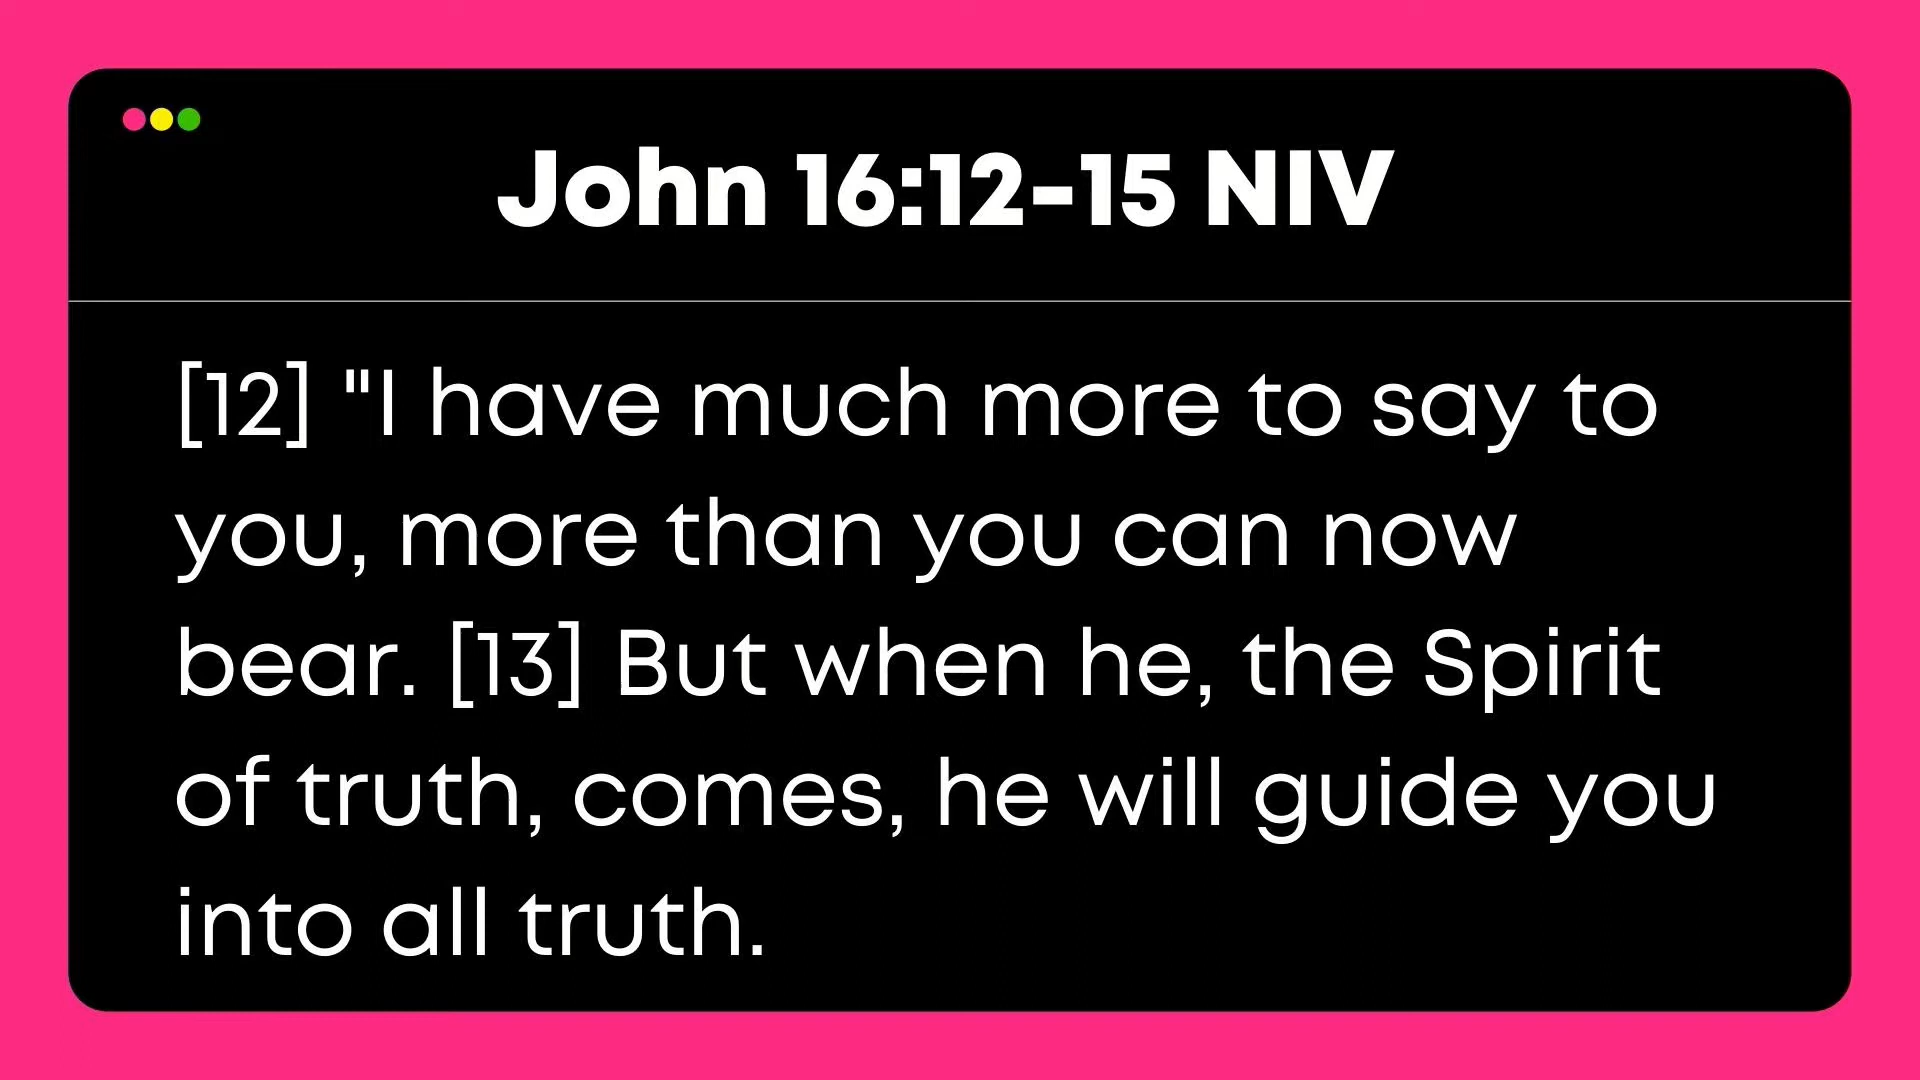 John 16:12-15 NIV
[12] "I have much more to say to
you, more than you can now
bear. [13] But when he, the Spirit
of truth, comes, he will guide you
into all truth.